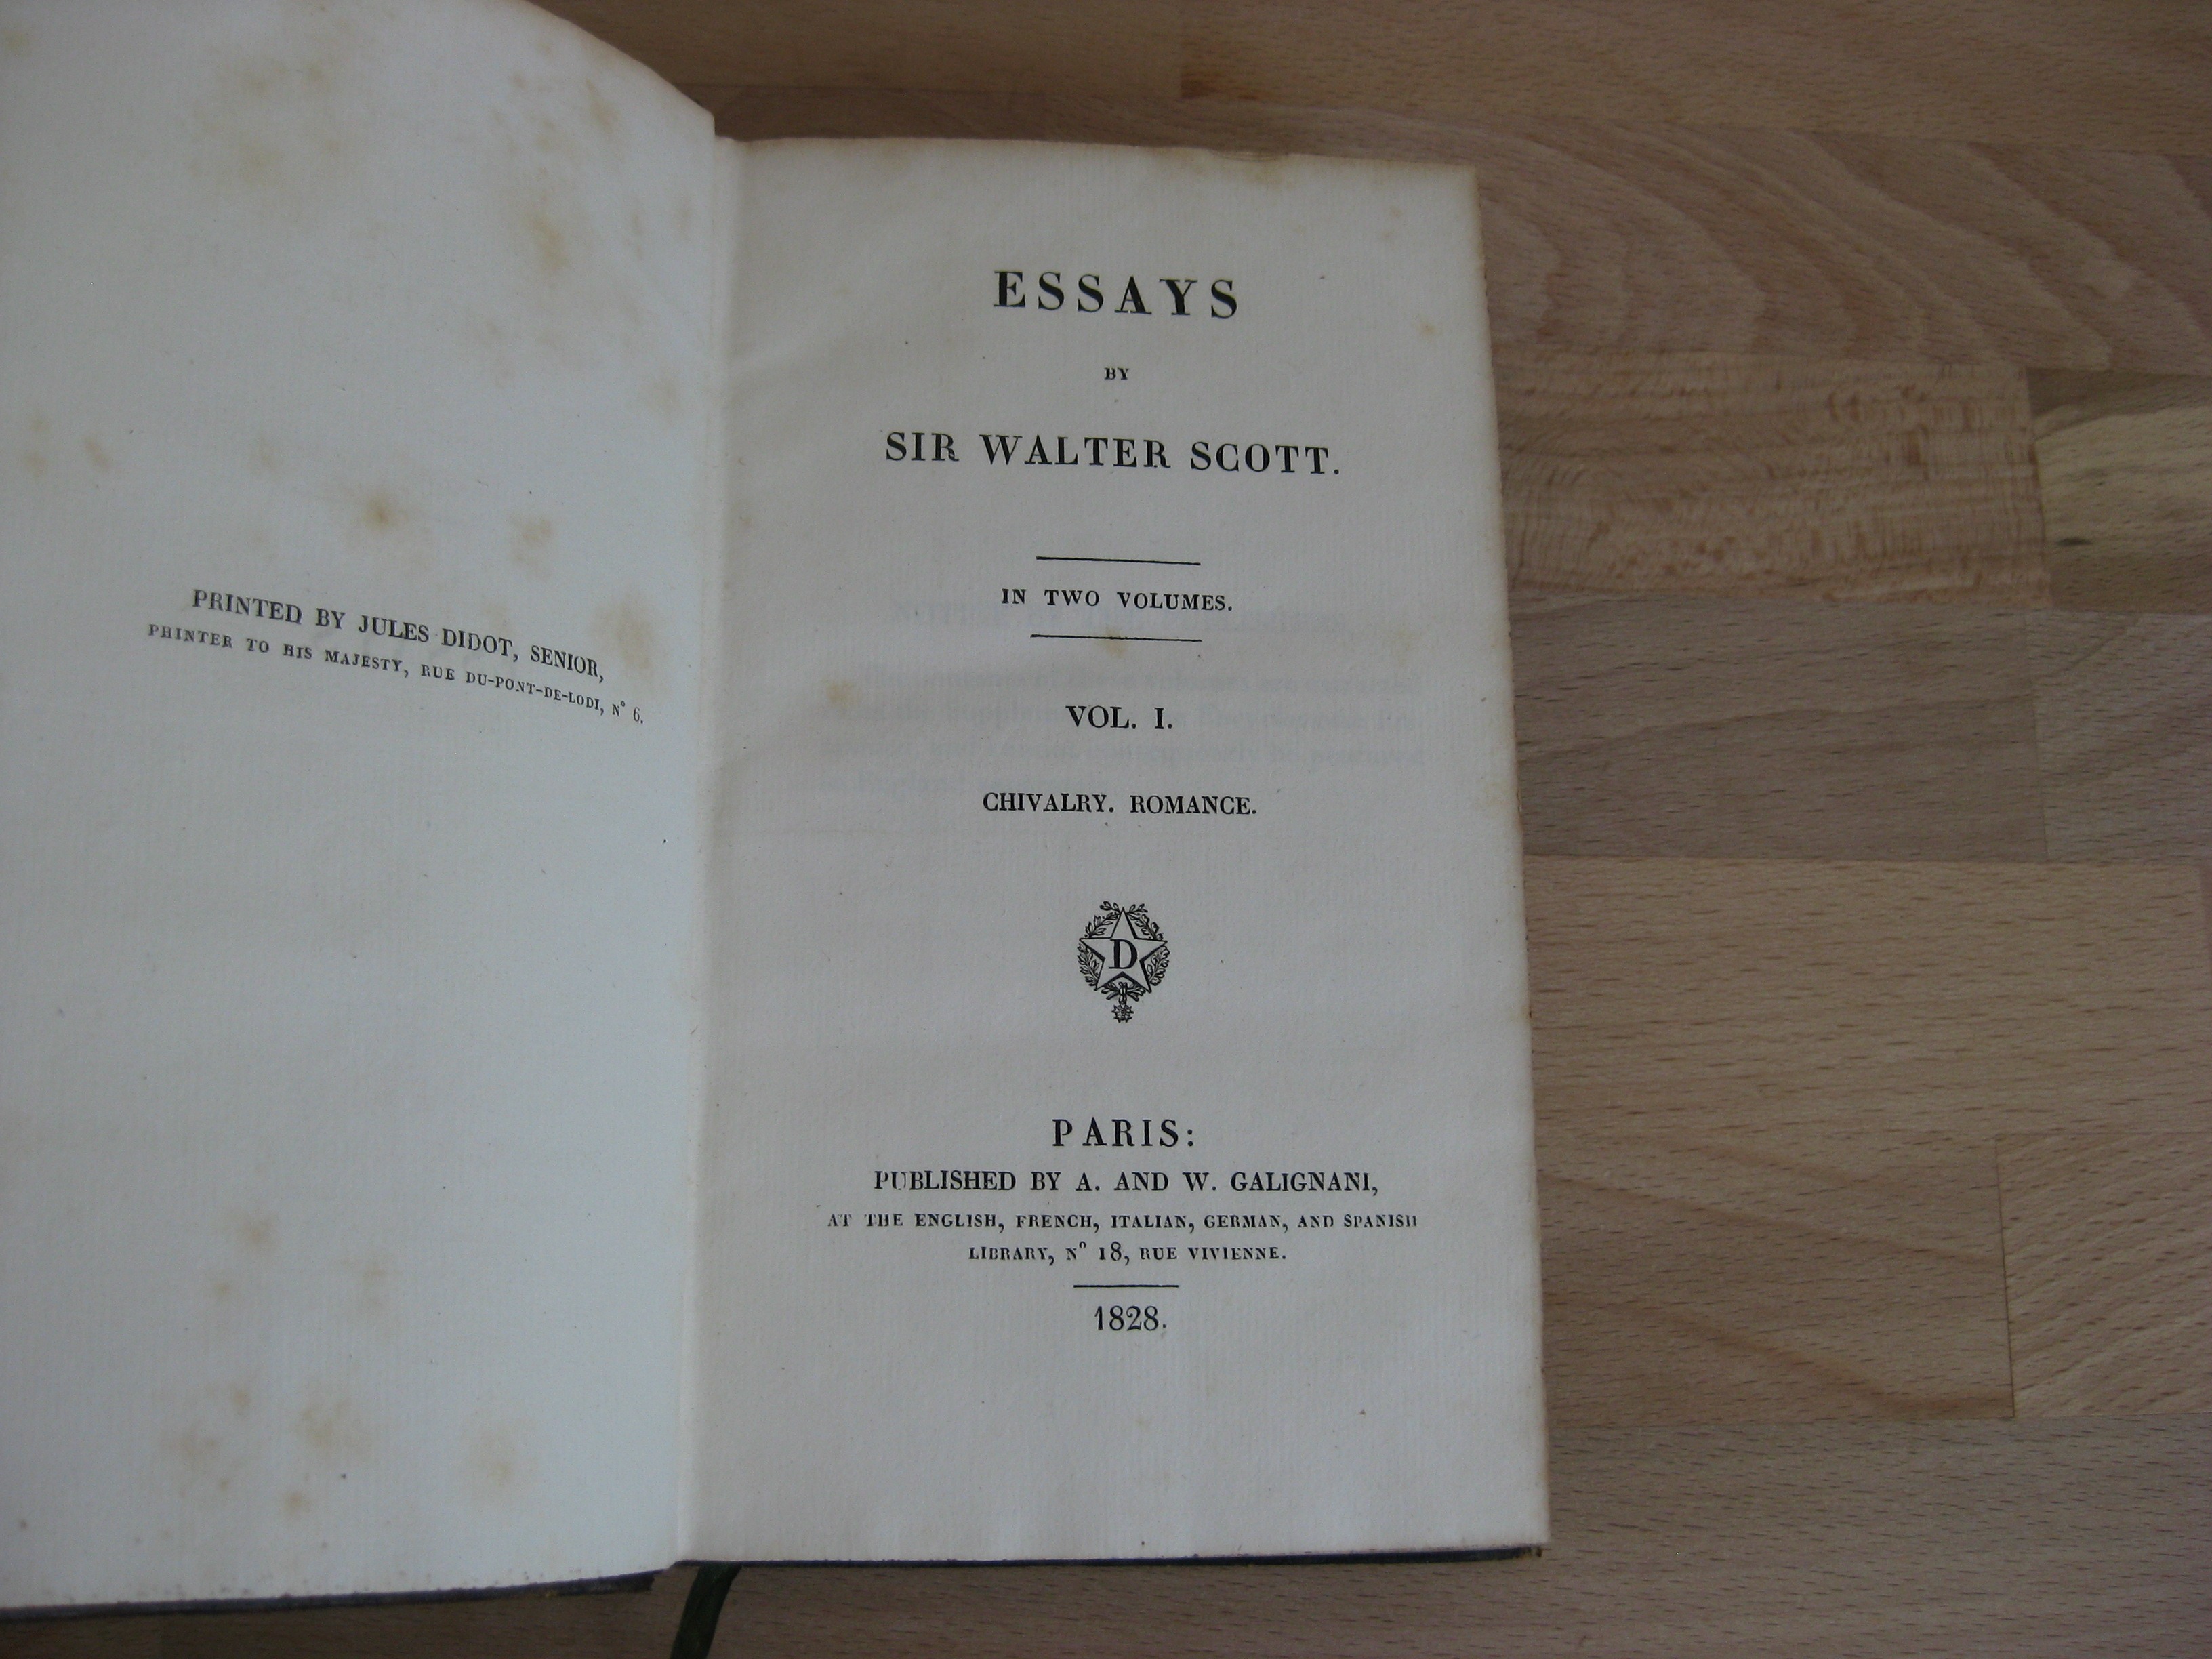 PRINTED BY JULES DIDOT, SENIOR,
PRINTER TO HIS MAJESTY, RUE DU-PONT-DE-LODI, N° 6.
ESSAYS
BY
SIR WALTER SCOTT.
IN TWO VOLUMES.
VOL. I.
CHIVALRY. ROMANCE.
D
PARIS:
PUBLISHED BY A. AND W. GALIGNANI,
AT THE ENGLISH, FRENCH, ITALIAN, GERMAN, AND SPANISH
LIBRARY, N° 18, RUE VIVIENNE.
1828.